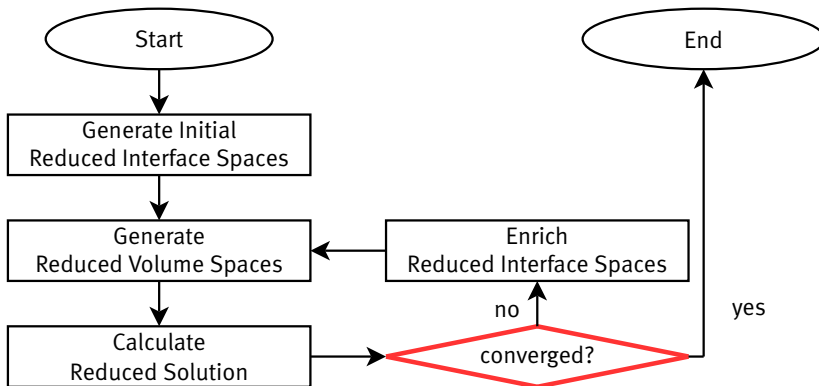 Start
End
Generate Initial
Reduced Interface Spaces
Generate
Reduced Volume Spaces
Enrich
Reduced Interface Spaces
no
yes
Calculate
Reduced Solution
converged?